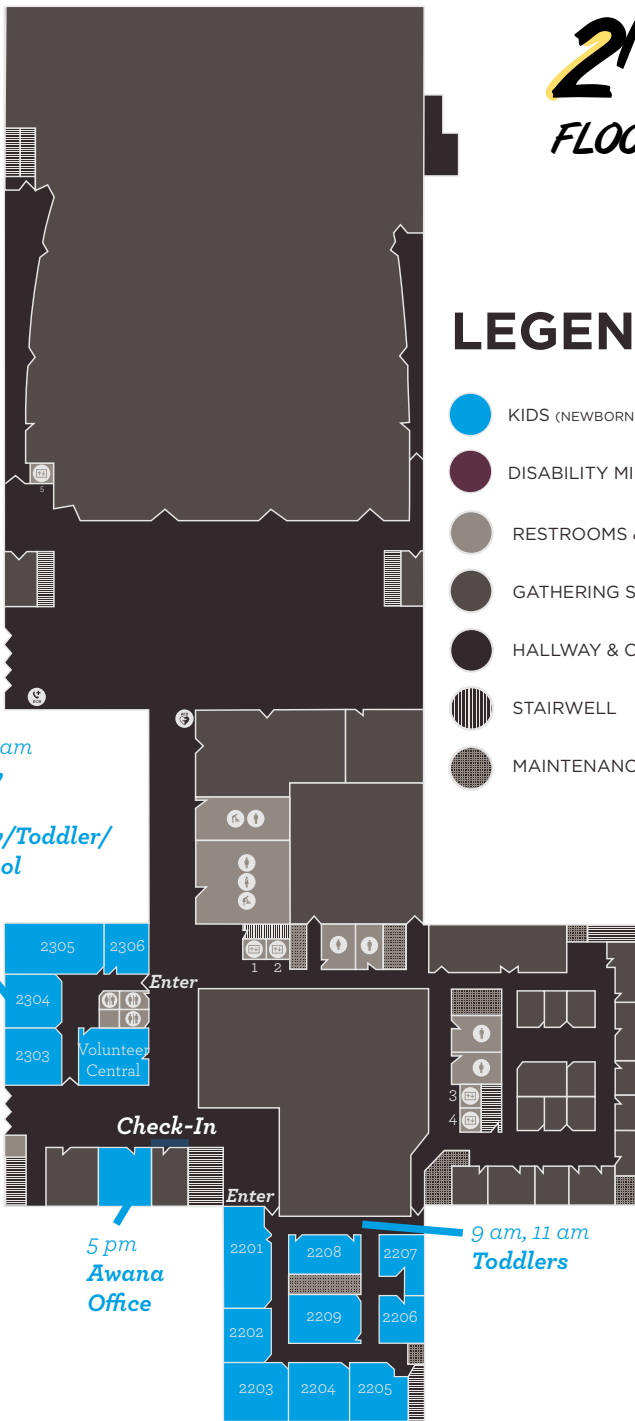 FLOO
5
ECB
AED
am
/Toddler/
ol
2305
2306
2304
2303
Volunteer
Central
Enter
1
2
3
4
Check-In
Enter
5 pm
Awana
Office
9 am, 11 am
Toddlers
2201
2208
2207
2202
2209
2206
2203
2204
2205
LEGEN
KIDS (NEWBORN
DISABILITY MI
RESTROOMS &
GATHERING S
HALLWAY & C
STAIRWELL
MAINTENANC